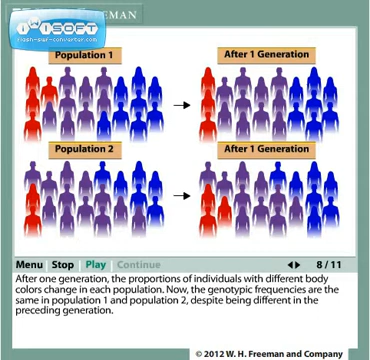 FREEMAN
iWiSOFT
flash-swf-converter.com
Population 1
After 1 Generation
Population 2
After 1 Generation
Menu Stop Play Continue 8 / 11
After one generation, the proportions of individuals with different body
colors change in each population. Now, the genotypic frequencies are the
same in population 1 and population 2, despite being different in the
preceding generation.
© 2012 W. H. Freeman and Company